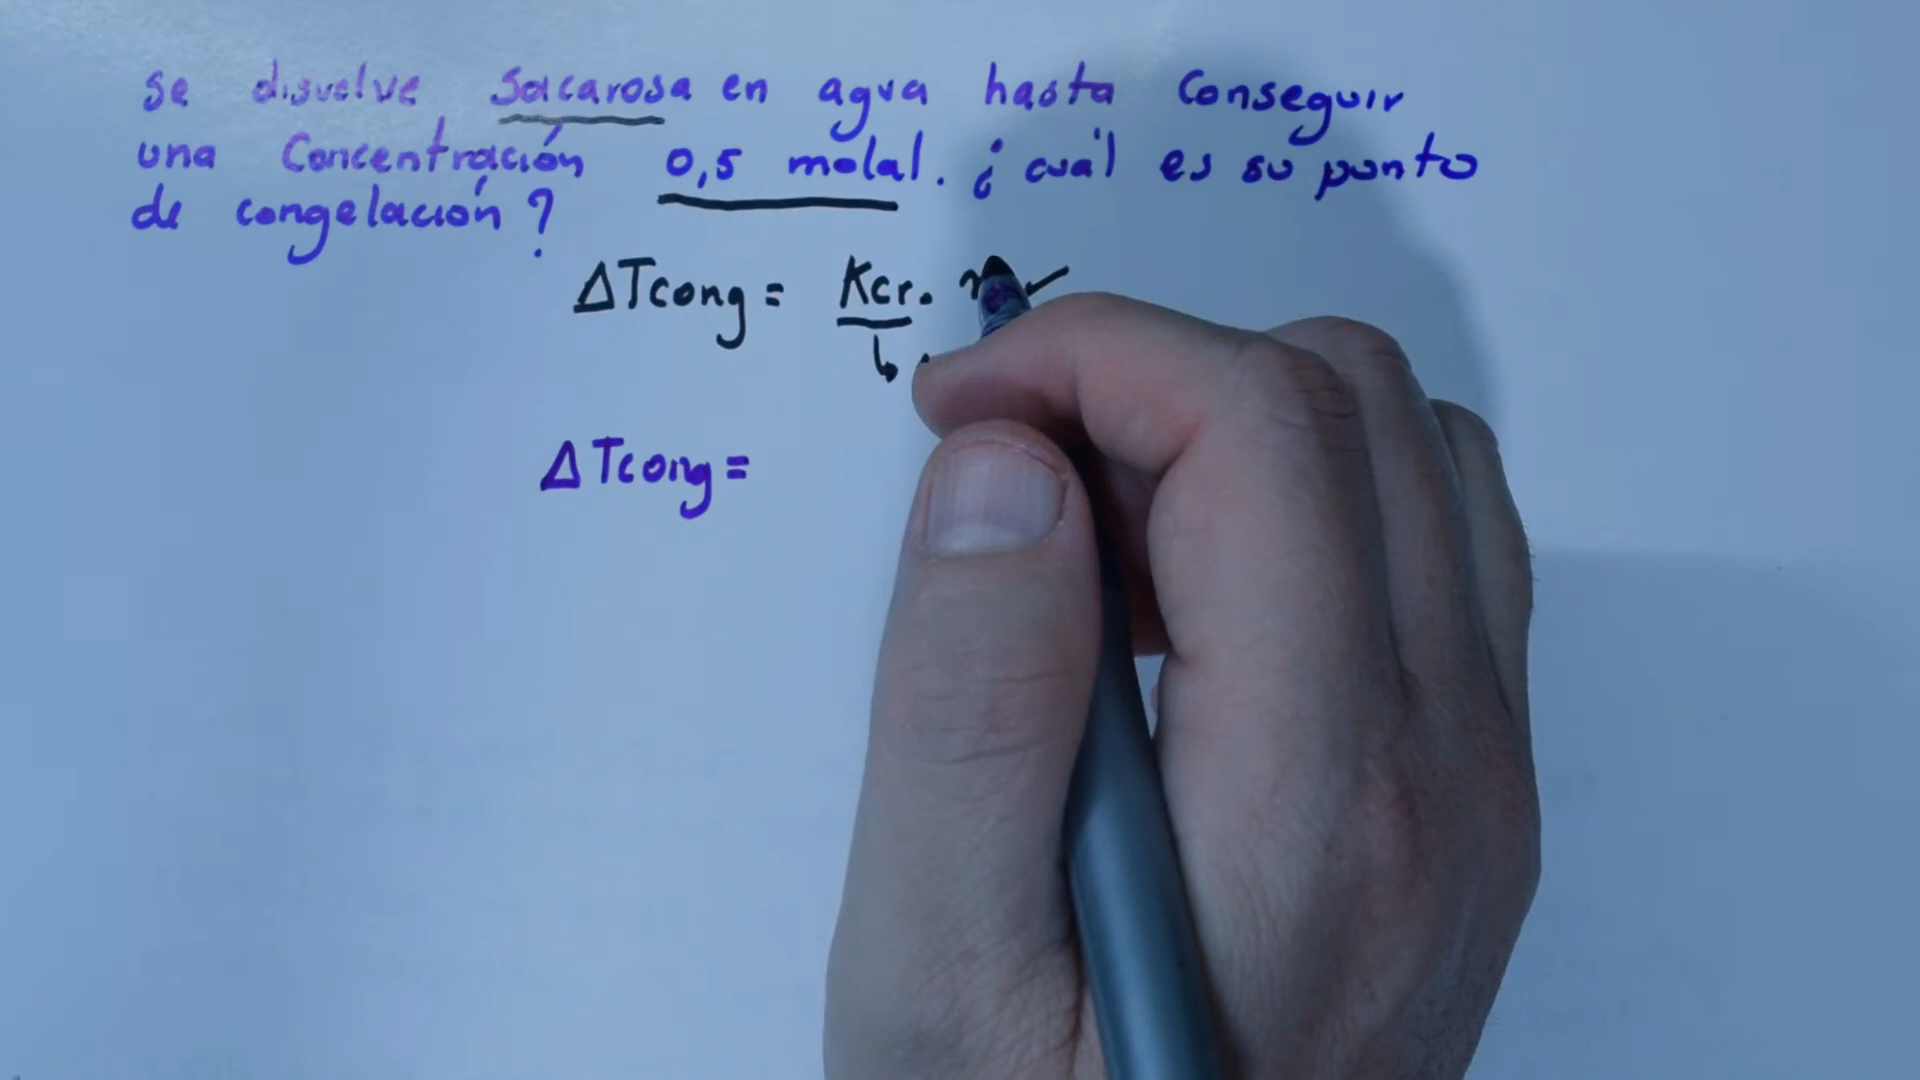 se disuelve sacarosa en agua hasta conseguir
una concentración 0,5 molal. ¿cuál es su punto
de congelación?
ΔTcong = Kcr.
ΔTcong =